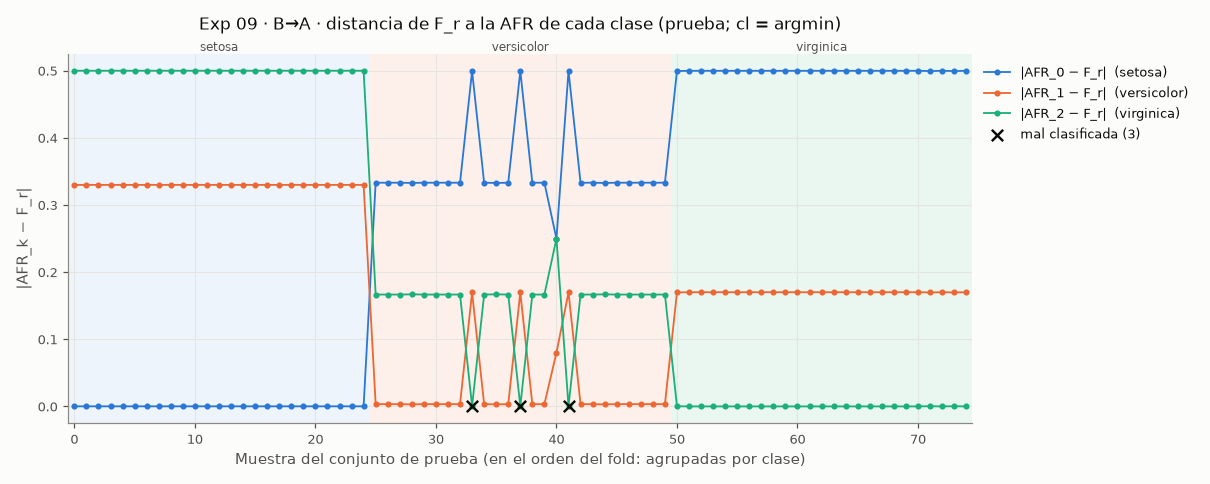 Exp 09 · B→A · distancia de F_r a la AFR de cada clase (prueba; cl = argmin)
setosa versicolor virginica
|AFR_0 − F_r| (setosa)
|AFR_1 − F_r| (versicolor)
|AFR_2 − F_r| (virginica)
mal clasificada (3)
|AFR_k − F_r|
0.5
0.4
0.3
0.2
0.1
0.0
0 10 20 30 40 50 60 70
Muestra del conjunto de prueba (en el orden del fold: agrupadas por clase)